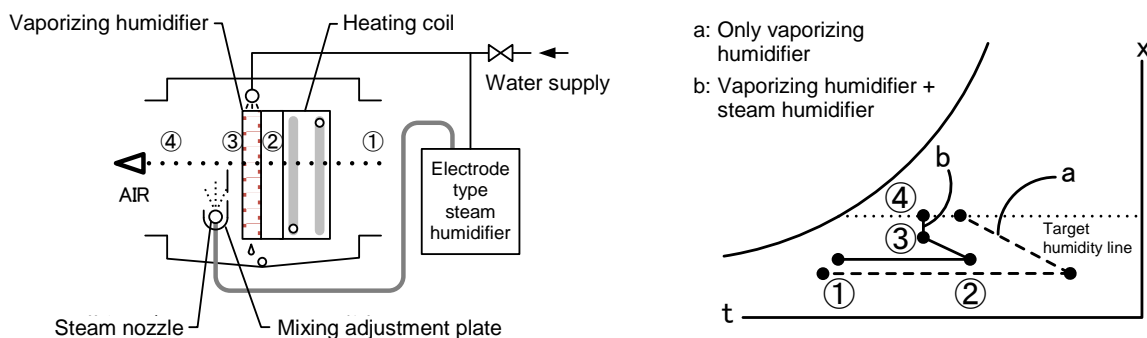 Vaporizing humidifier
Heating coil
Water supply
④
③
②
①
AIR
Electrode
type
steam
humidifier
Steam nozzle
Mixing adjustment plate
a: Only vaporizing
humidifier
b: Vaporizing humidifier +
steam humidifier
x
b
a
④
③
Target
humidity line
①
②
t